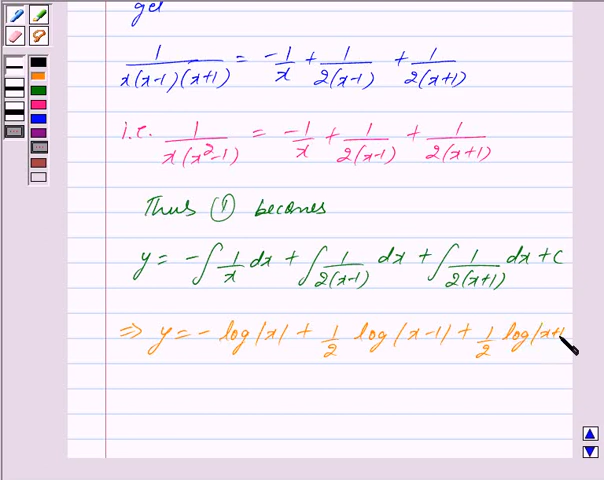 get
1/(x(x-1)(x+1)) = -1/x + 1/(2(x-1)) + 1/(2(x+1))
i.e. 1/(x(x²-1)) = -1/x + 1/(2(x-1)) + 1/(2(x+1))
Thus ① becomes
y = -∫ 1/x dx + ∫ 1/(2(x-1)) dx + ∫ 1/(2(x+1)) dx + C
⇒ y = - log|x| + 1/2 log|x-1| + 1/2 log|x+1